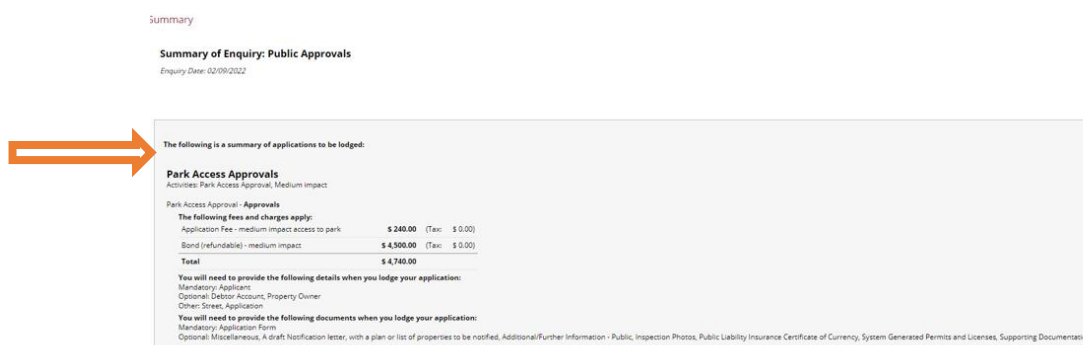 Summary
Summary of Enquiry: Public Approvals
Enquiry Date: 02/09/2022
The following is a summary of applications to be lodged:
Park Access Approvals
Activities: Park Access Approval, Medium impact
Park Access Approval - Approvals
The following fees and charges apply:
Application Fee - medium impact access to park $ 240.00 (Tax: $ 0.00)
Bond (refundable) - medium impact $ 4,500.00 (Tax: $ 0.00)
Total $ 4,740.00
You will need to provide the following details when you lodge your application:
Mandatory: Applicant
Optional: Debtor Account, Property Owner
Other: Street, Application
You will need to provide the following documents when you lodge your application:
Mandatory: Application Form
Optional: Miscellaneous, A draft Notification letter, with a plan or list of properties to be notified, Additional/Further Information - Public, Inspection Photos, Public Liability Insurance Certificate of Currency, System Generated Permits and Licenses, Supporting Documentat